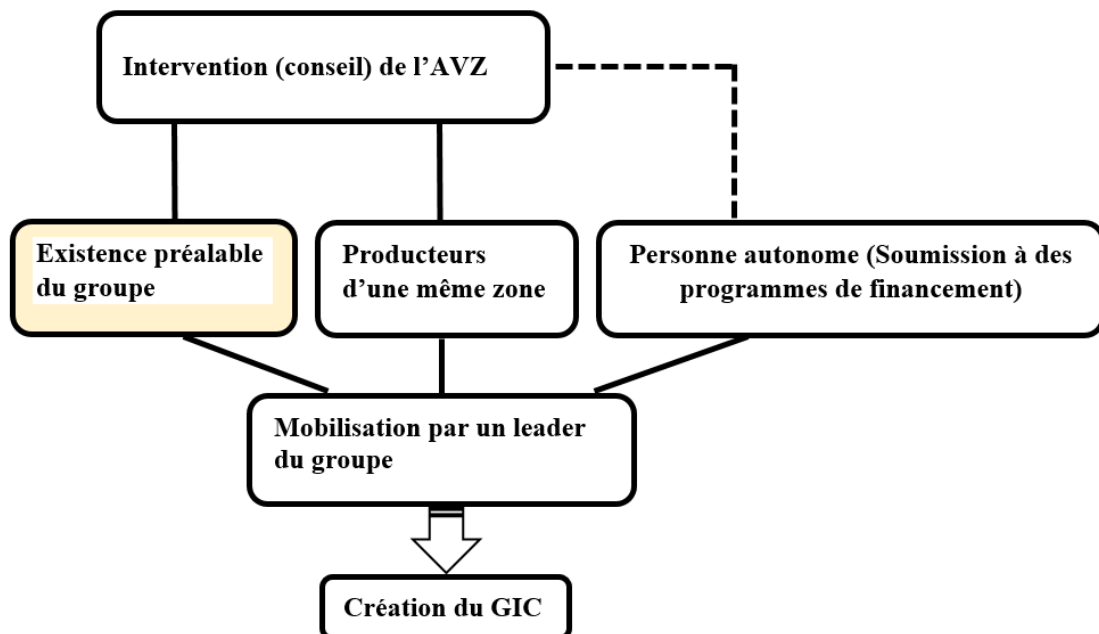 Intervention (conseil) de l’AVZ
Existence préalable
du groupe
Producteurs
d’une même zone
Personne autonome (Soumission à des
programmes de financement)
Mobilisation par un leader
du groupe
Création du GIC